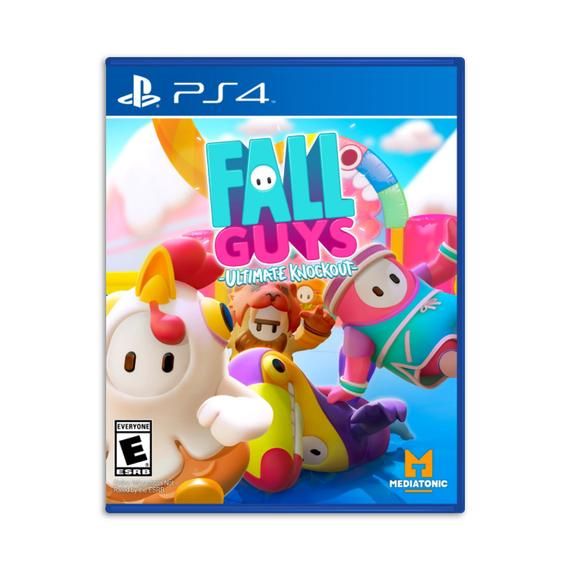 PS4
FALL
GUYS
-ULTIMATE KNOCKOUT-
EVERYONE
E
ESRB
MEDIATONIC